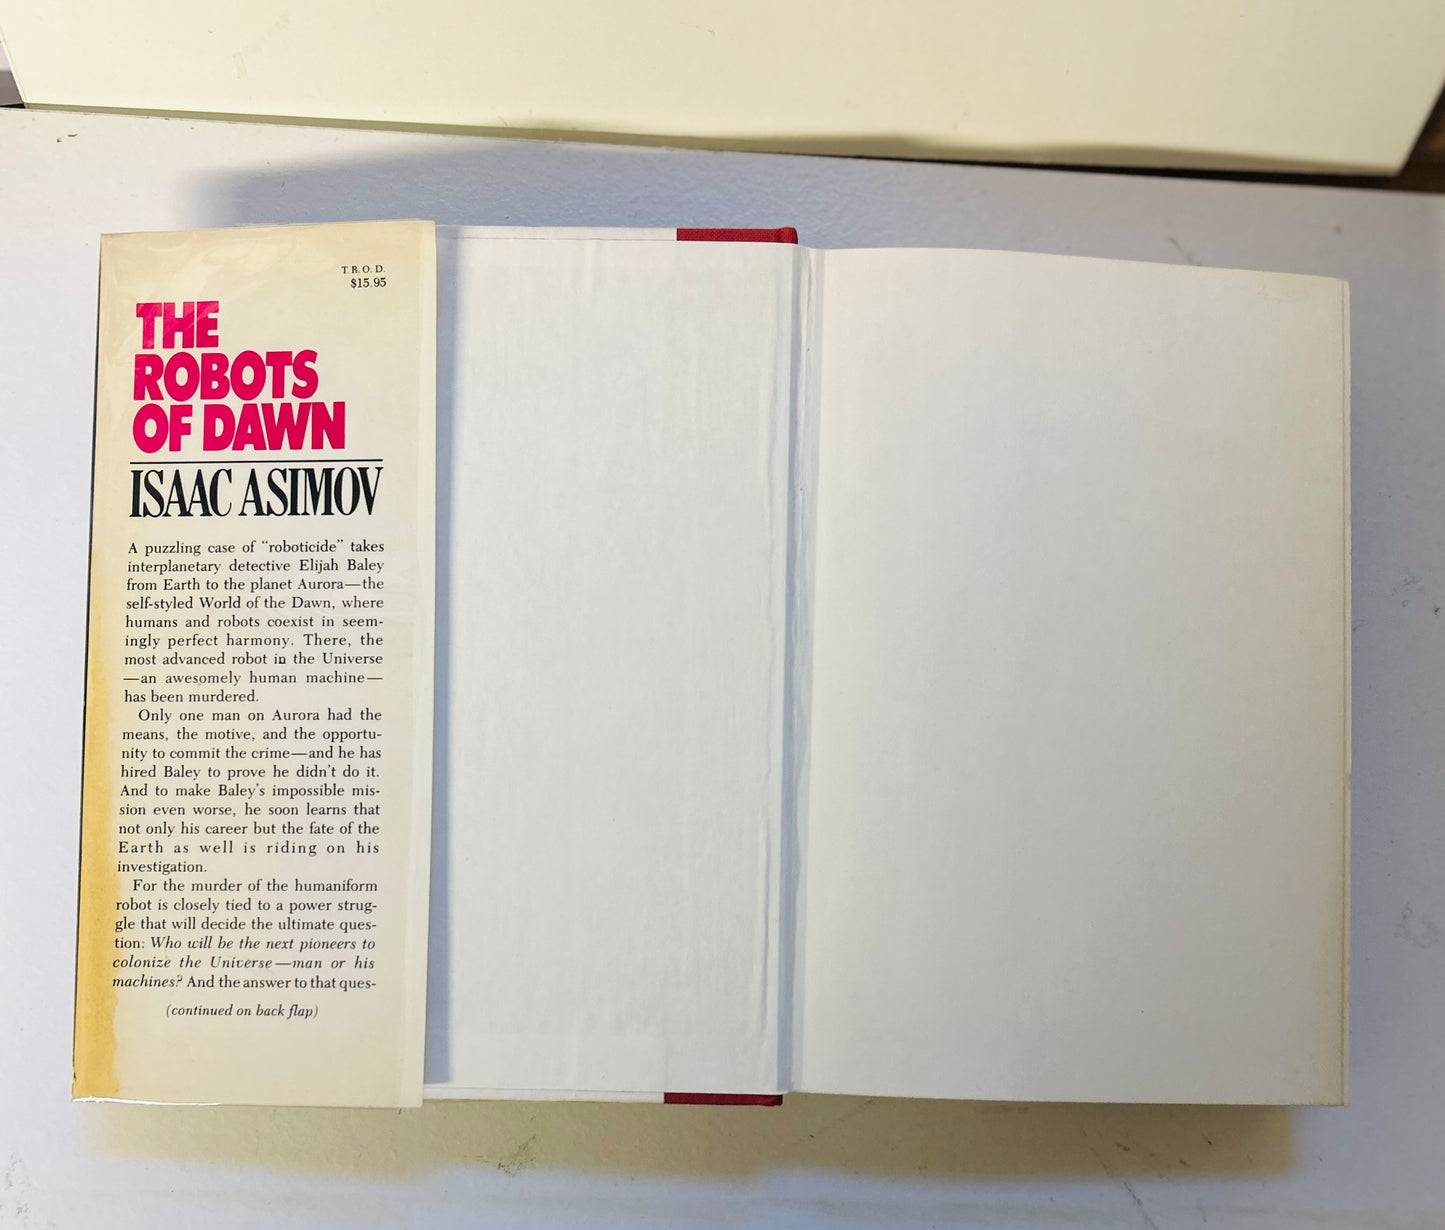 T.R.O.D.
$15.95
THE
ROBOTS
OF DAWN
ISAAC ASIMOV
A puzzling case of “roboticide” takes
interplanetary detective Elijah Baley
from Earth to the planet Aurora—the
self-styled World of the Dawn, where
humans and robots coexist in seem-
ingly perfect harmony. There, the
most advanced robot in the Universe
—an awesomely human machine—
has been murdered.
Only one man on Aurora had the
means, the motive, and the opportu-
nity to commit the crime—and he has
hired Baley to prove he didn’t do it.
And to make Baley’s impossible mis-
sion even worse, he soon learns that
not only his career but the fate of the
Earth as well is riding on his
investigation.
For the murder of the humaniform
robot is closely tied to a power strug-
gle that will decide the ultimate ques-
tion: Who will be the next pioneers to
colonize the Universe—man or his
machines? And the answer to that ques-
(continued on back flap)